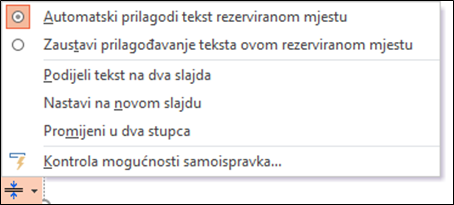 Automatski prilagodi tekst rezerviranom mjestu
Zaustavi prilagođavanje teksta ovom rezerviranom mjestu
Podijeli tekst na dva slajda
Nastavi na novom slajdu
Promijeni u dva stupca
Kontrola mogućnosti samoispravka...